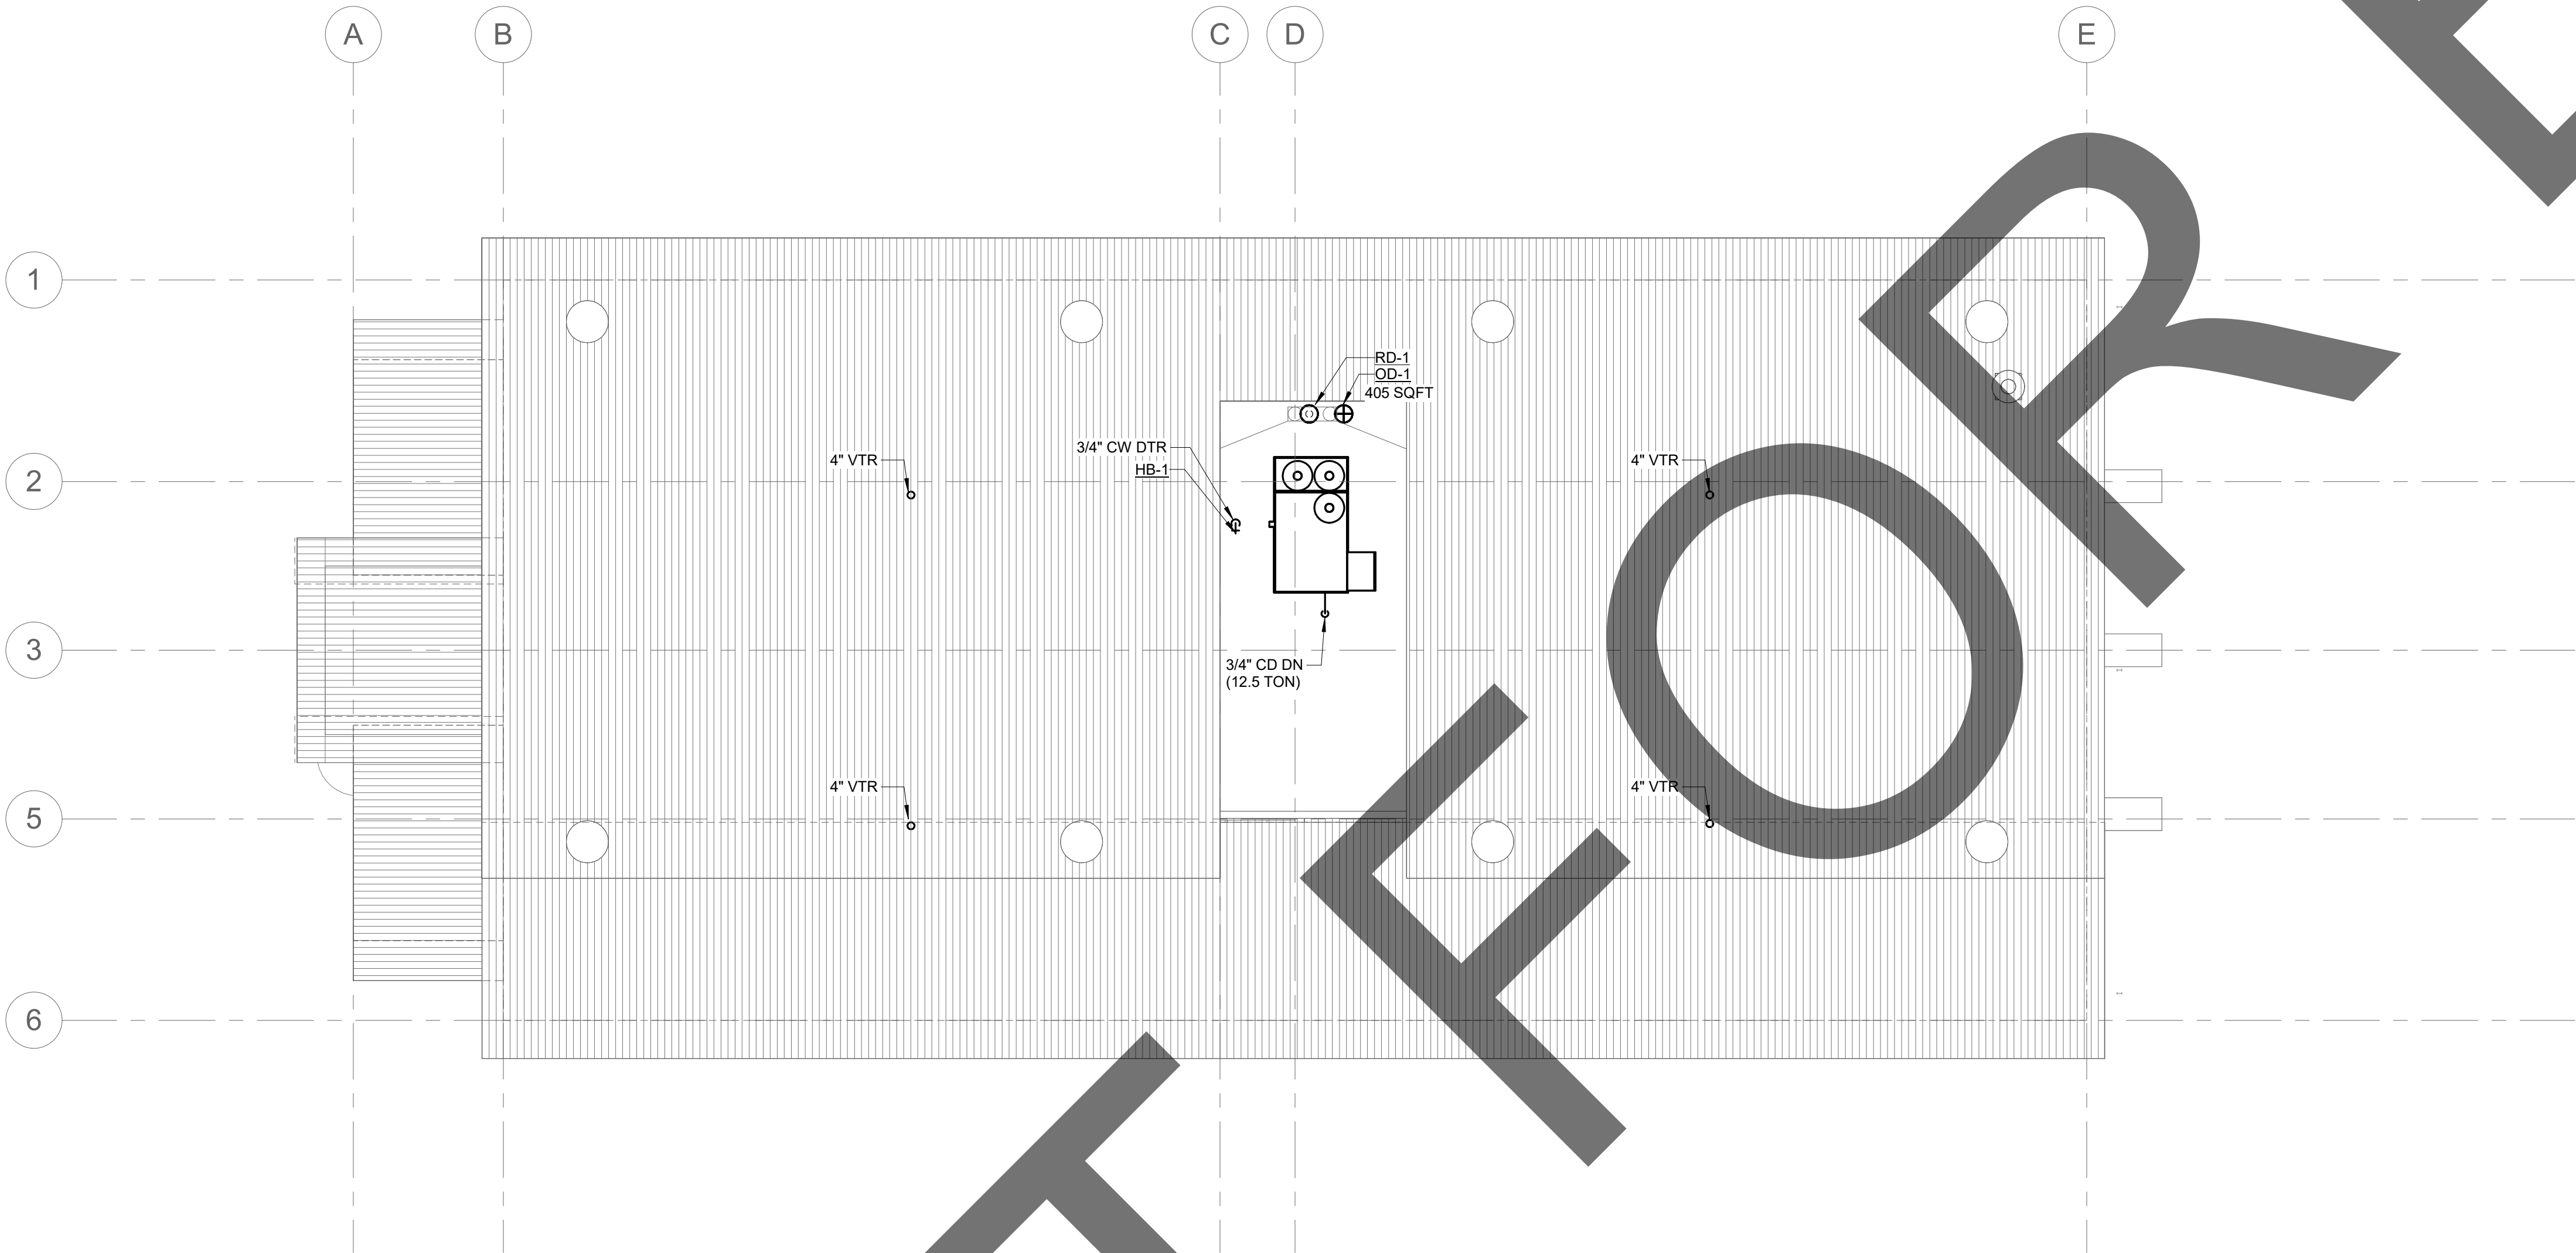 A
B
C
D
E
1
RD-1
OD-1
405 SQFT
3/4" CW DTR
HB-1
4" VTR
4" VTR
2
3
3/4" CD DN
(12.5 TON)
4" VTR
4" VTR
5
6
FOR